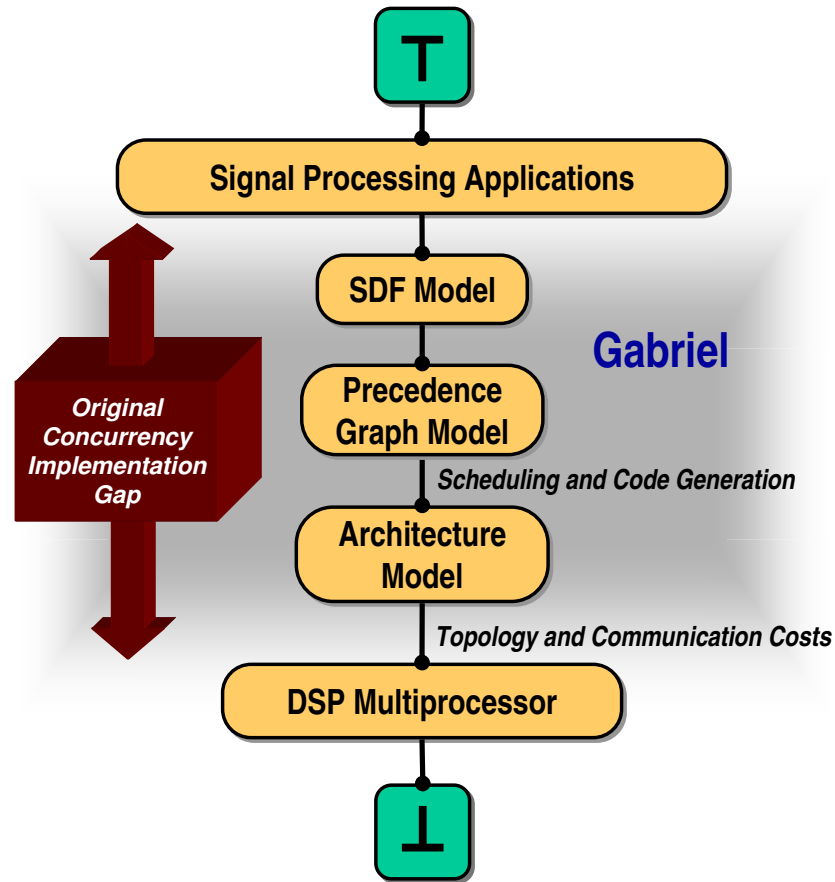 T
Signal Processing Applications
SDF Model
Gabriel
Precedence
Graph Model
Original
Concurrency
Implementation
Gap
Scheduling and Code Generation
Architecture
Model
Topology and Communication Costs
DSP Multiprocessor
⊥